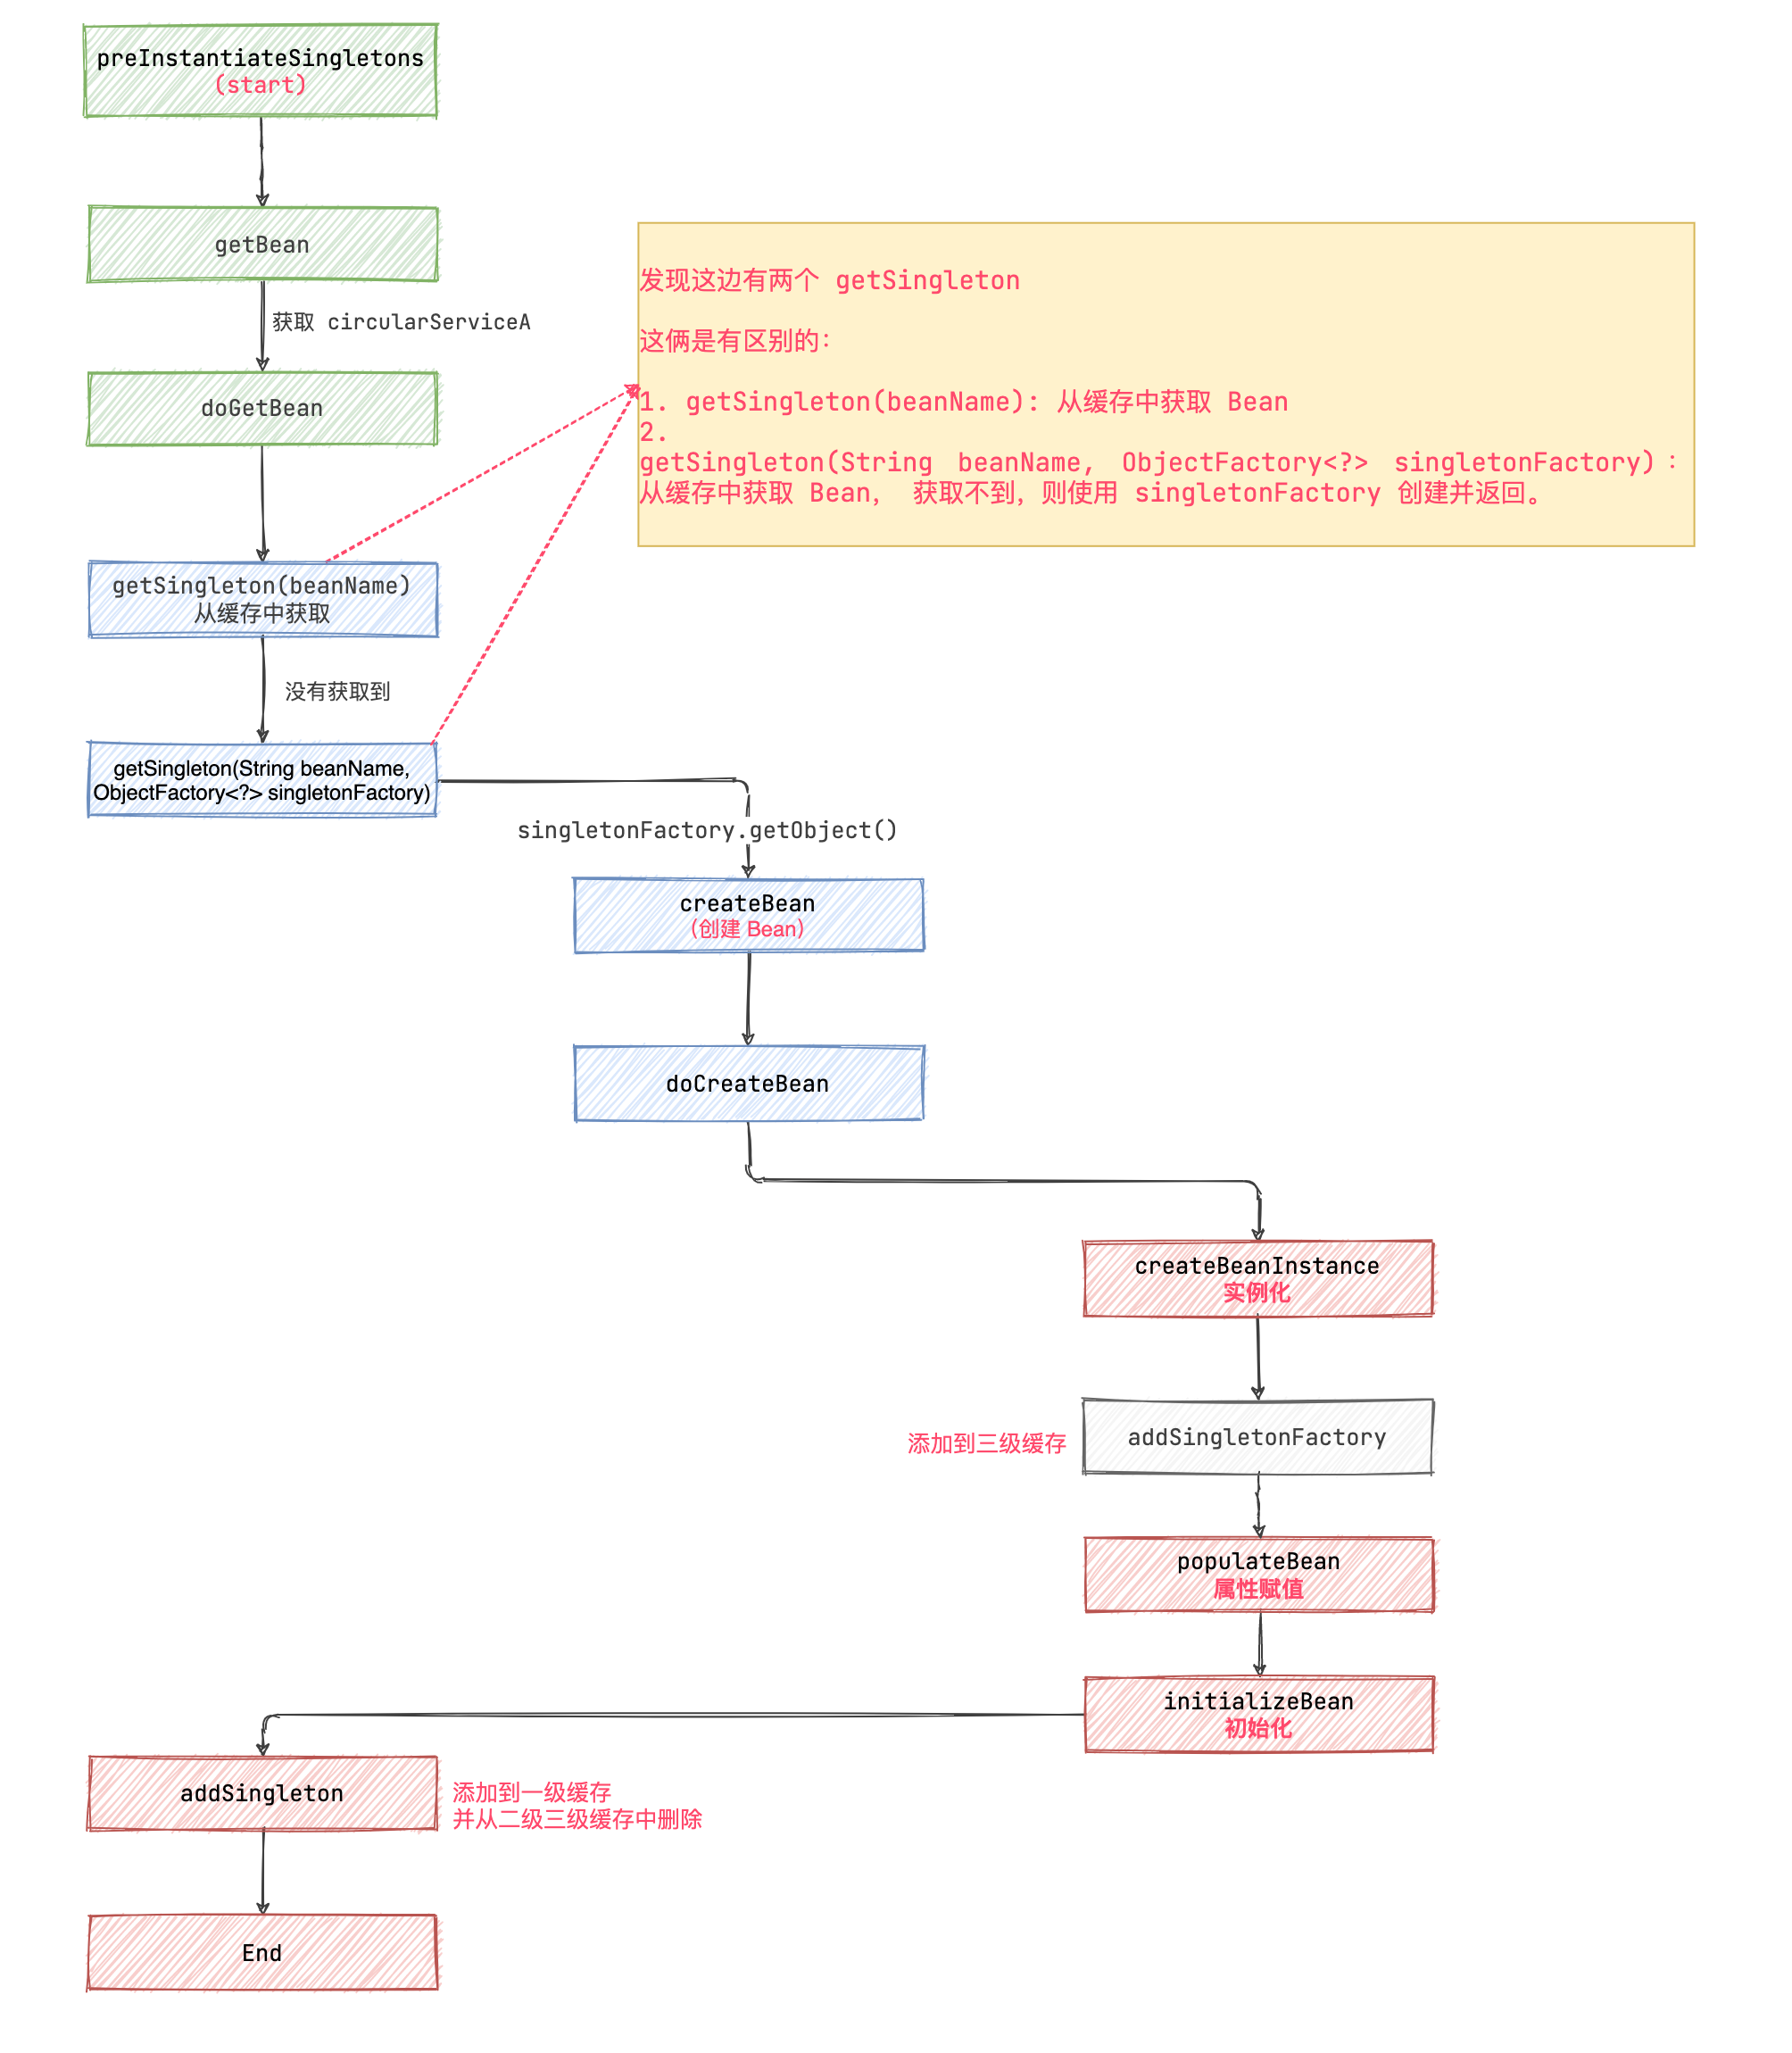 preInstantiateSingletons
(start)
getBean
获取 circularServiceA
doGetBean
发现这边有两个 getSingleton
这俩是有区别的：
1. getSingleton(beanName): 从缓存中获取 Bean
2.
getSingleton(String beanName, ObjectFactory<?> singletonFactory)：
从缓存中获取 Bean， 获取不到，则使用 singletonFactory 创建并返回。
getSingleton(beanName)
从缓存中获取
没有获取到
getSingleton(String beanName,
ObjectFactory<?> singletonFactory)
singletonFactory.getObject()
createBean
（创建 Bean）
doCreateBean
createBeanInstance
实例化
添加到三级缓存
addSingletonFactory
populateBean
属性赋值
initializeBean
初始化
addSingleton
添加到一级缓存
并从二级三级缓存中删除
End